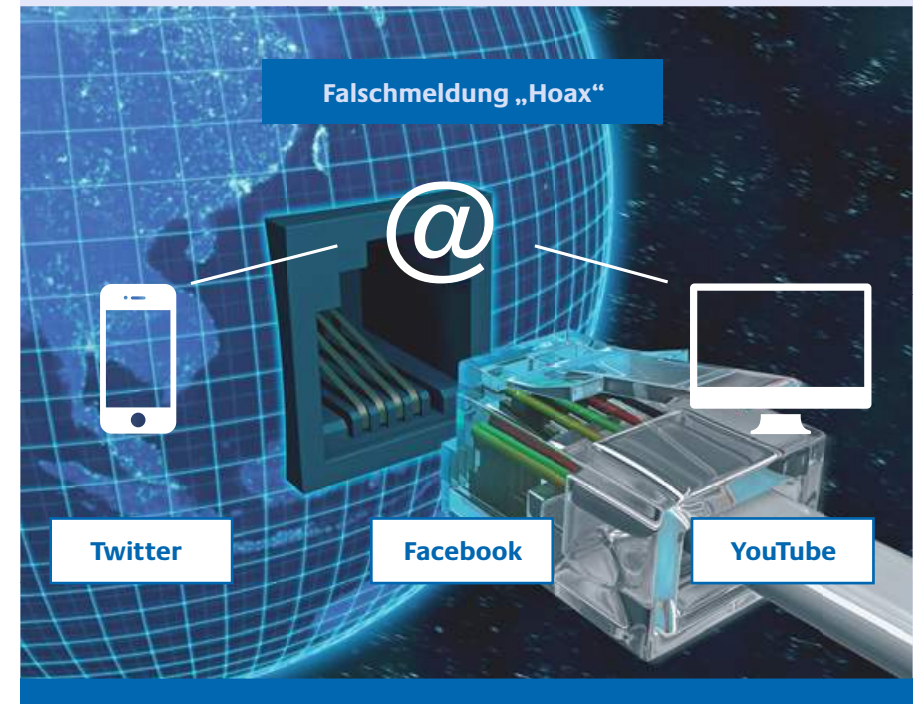 Falschmeldung „Hoax“
@
Twitter
Facebook
YouTube